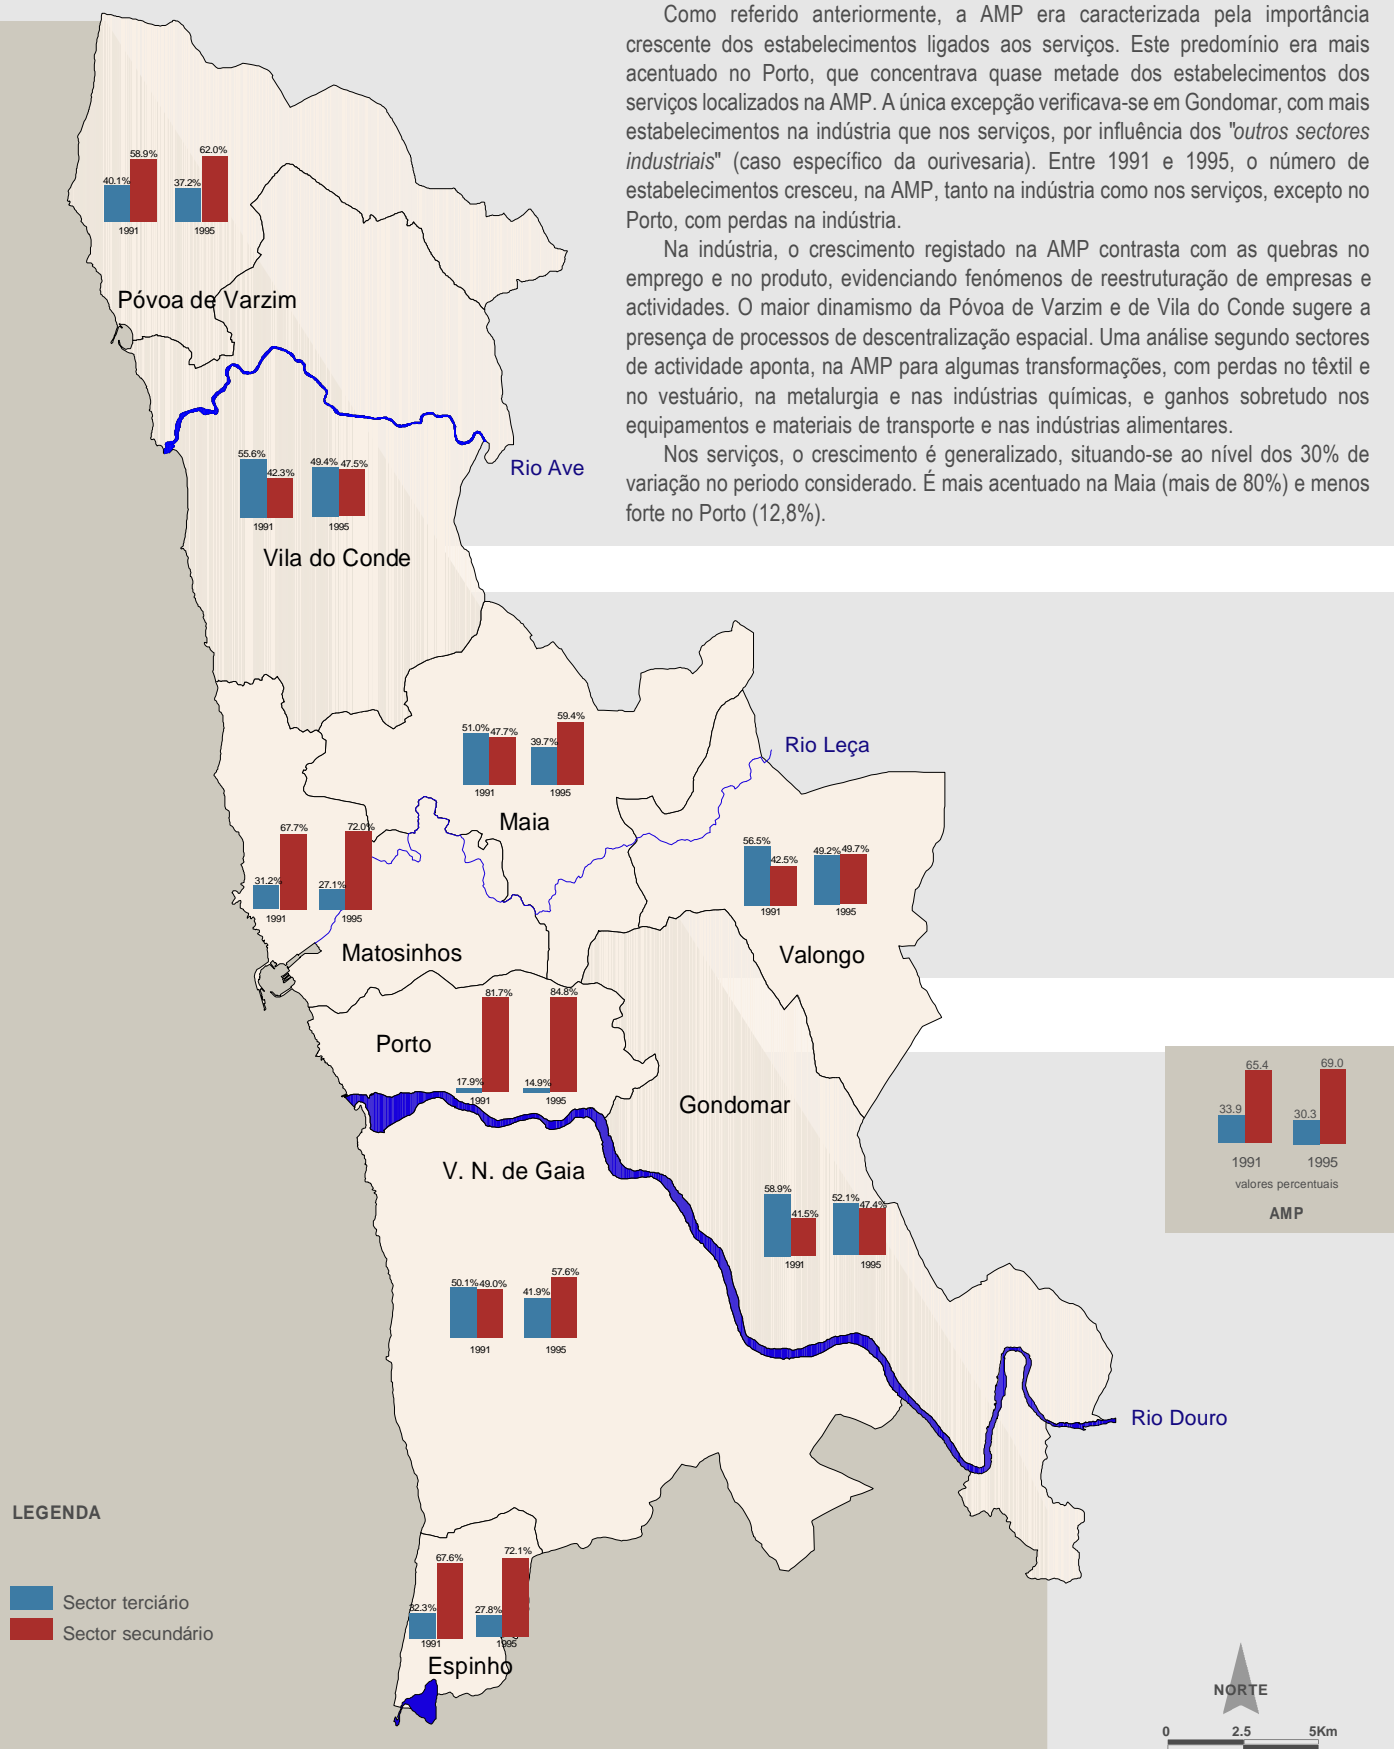 Como referido anteriormente, a AMP era caracterizada pela importância
crescente dos estabelecimentos ligados aos serviços. Este predomínio era mais
acentuado no Porto, que concentrava quase metade dos estabelecimentos dos
serviços localizados na AMP. A única excepção verificava-se em Gondomar, com mais
estabelecimentos na indústria que nos serviços, por influência dos "outros sectores
industriais" (caso específico da ourivesaria). Entre 1991 e 1995, o número de
estabelecimentos cresceu, na AMP, tanto na indústria como nos serviços, excepto no
Porto, com perdas na indústria.
Na indústria, o crescimento registado na AMP contrasta com as quebras no
emprego e no produto, evidenciando fenómenos de reestruturação de empresas e
actividades. O maior dinamismo da Póvoa de Varzim e de Vila do Conde sugere a
presença de processos de descentralização espacial. Uma análise segundo sectores
de actividade aponta, na AMP para algumas transformações, com perdas no têxtil e
no vestuário, na metalurgia e nas indústrias químicas, e ganhos sobretudo nos
equipamentos e materiais de transporte e nas indústrias alimentares.
Nos serviços, o crescimento é generalizado, situando-se ao nível dos 30% de
variação no periodo considerado. É mais acentuado na Maia (mais de 80%) e menos
forte no Porto (12,8%).
40.1% 58.9% 37.2% 62.0%
1991 1995
Póvoa de Varzim
Rio Ave
55.6% 42.3% 49.4% 47.5%
1991 1995
Vila do Conde
51.0% 47.7% 39.7% 59.4%
1991 1995
Maia
Rio Leça
31.2% 67.7% 27.1% 72.0%
1991 1995
Matosinhos
56.5% 42.5% 49.2% 49.7%
1991 1995
Valongo
17.9% 81.7% 14.9% 84.8%
1991 1995
Porto
Gondomar
58.9% 41.5% 52.1% 47.4%
1991 1995
V. N. de Gaia
50.1% 49.0% 41.9% 57.6%
1991 1995
33.9 65.4 30.3 69.0
1991 1995
valores percentuais
AMP
Rio Douro
32.3% 67.6% 27.8% 72.1%
1991 1995
Espinho
LEGENDA
Sector terciário
Sector secundário
NORTE
0 2.5 5Km